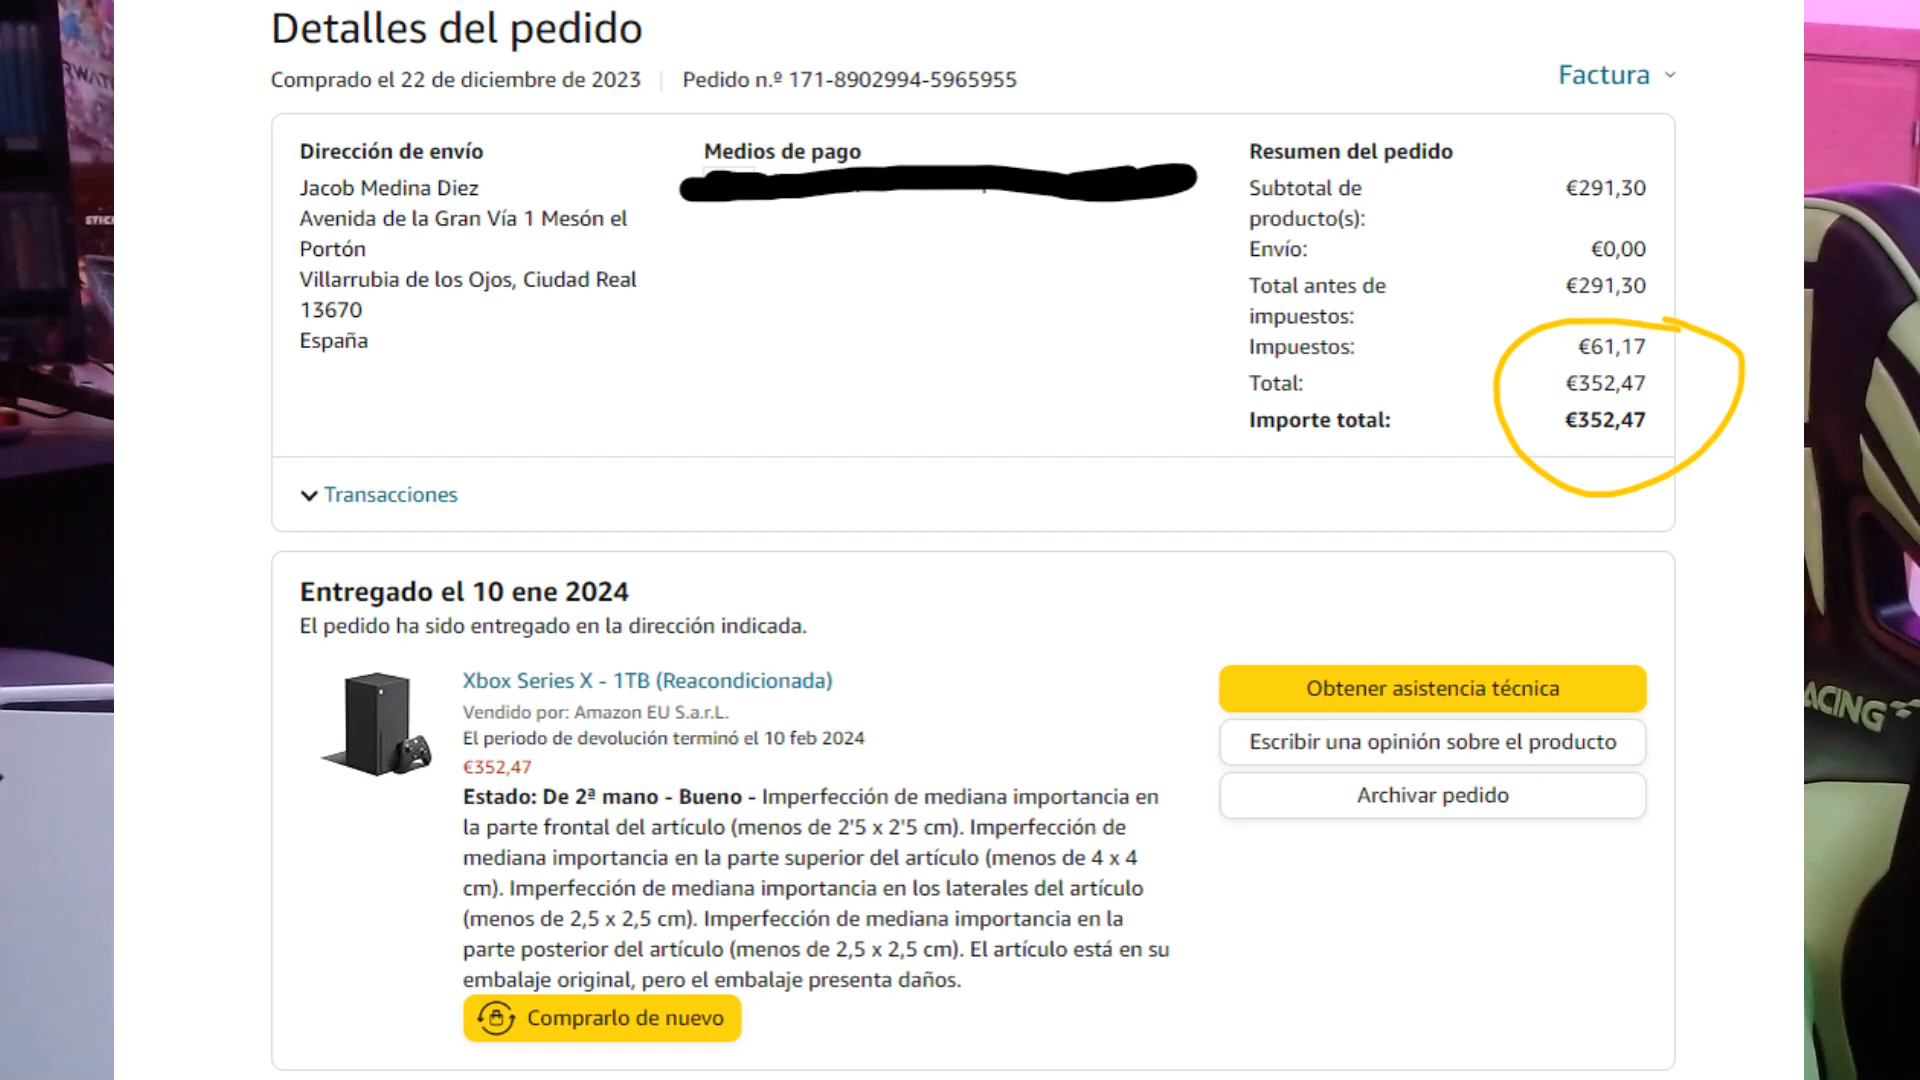 Detalles del pedido
Comprado el 22 de diciembre de 2023 | Pedido n.º 171-8902994-5965955
Factura
Dirección de envío
Jacob Medina Diez
Avenida de la Gran Vía 1 Mesón el
Portón
Villarrubia de los Ojos, Ciudad Real
13670
España
Medios de pago
Resumen del pedido
Subtotal de producto(s): €291,30
Envío: €0,00
Total antes de impuestos: €291,30
Impuestos: €61,17
Total: €352,47
Importe total: €352,47
Transacciones
Entregado el 10 ene 2024
El pedido ha sido entregado en la dirección indicada.
Xbox Series X - 1TB (Reacondicionada)
Vendido por: Amazon EU S.a.r.L.
El periodo de devolución terminó el 10 feb 2024
€352,47
Estado: De 2ª mano - Bueno - Imperfección de mediana importancia en
la parte frontal del artículo (menos de 2'5 x 2'5 cm). Imperfección de
mediana importancia en la parte superior del artículo (menos de 4 x 4
cm). Imperfección de mediana importancia en los laterales del artículo
(menos de 2,5 x 2,5 cm). Imperfección de mediana importancia en la
parte posterior del artículo (menos de 2,5 x 2,5 cm). El artículo está en su
embalaje original, pero el embalaje presenta daños.
Comprarlo de nuevo
Obtener asistencia técnica
Escribir una opinión sobre el producto
Archivar pedido
ACING